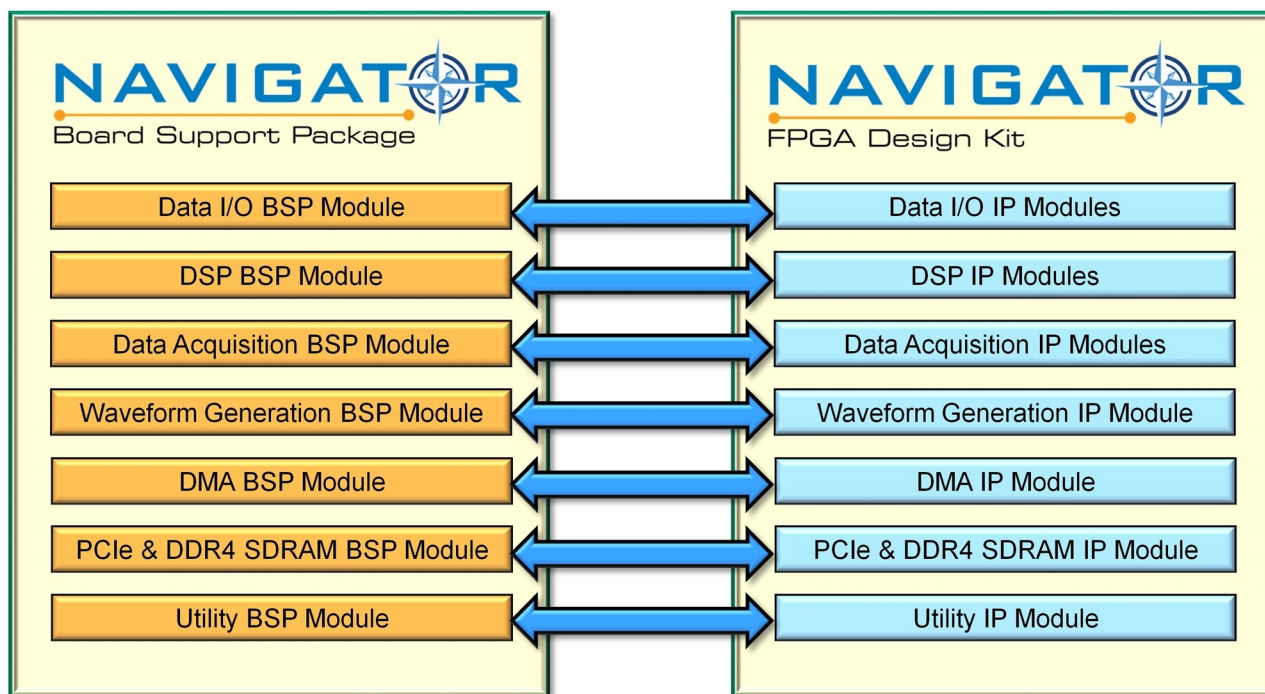 NAVIGATOR
Board Support Package
Data I/O BSP Module
DSP BSP Module
Data Acquisition BSP Module
Waveform Generation BSP Module
DMA BSP Module
PCIe & DDR4 SDRAM BSP Module
Utility BSP Module
NAVIGATOR
FPGA Design Kit
Data I/O IP Modules
DSP IP Modules
Data Acquisition IP Modules
Waveform Generation IP Module
DMA IP Module
PCIe & DDR4 SDRAM IP Module
Utility IP Module